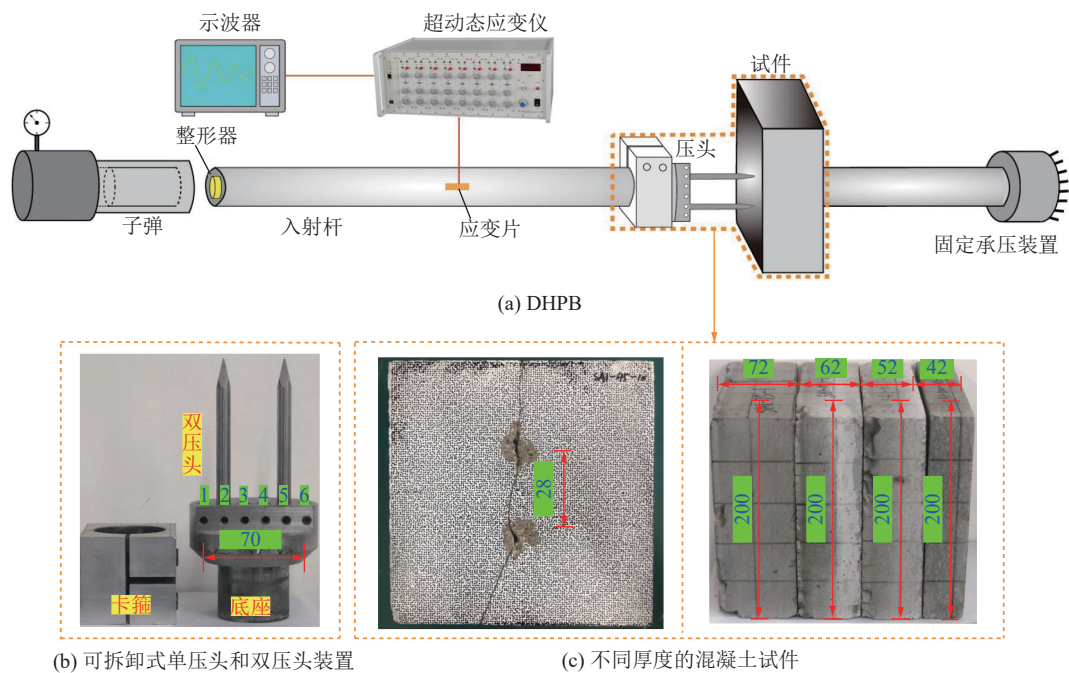 示波器
超动态应变仪
试件
整形器
压头
子弹
入射杆
应变片
固定承压装置
(a) DHPB
双压头
1 2 3 4 5 6
70
卡箍
底座
28
72 62 52 42
200 200 200 200
(b) 可拆卸式单压头和双压头装置
(c) 不同厚度的混凝土试件